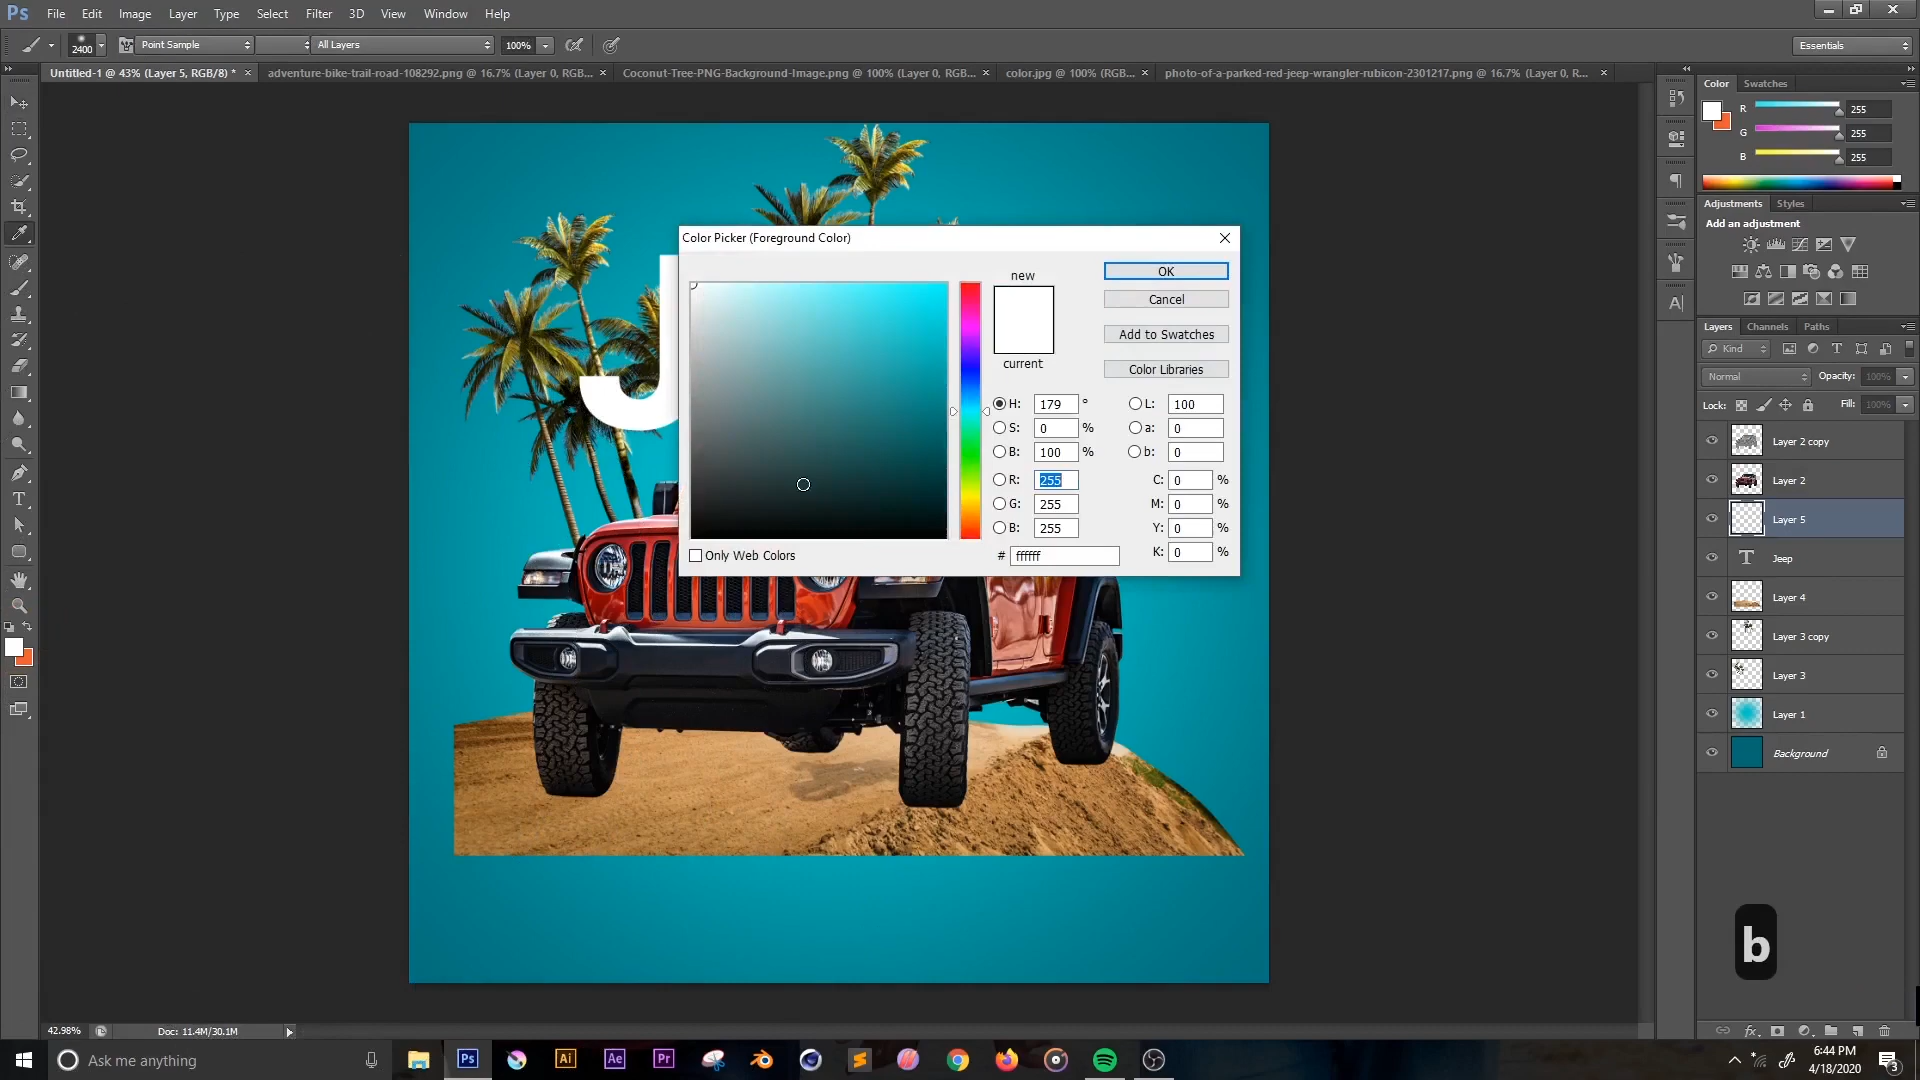 Ps File Edit Image Layer Type Select Filter 3D View Window Help
2400 Point Sample All Layers 100% Essentials
Untitled-1 @ 43% (Layer 5, RGB/8) * × adventure-bike-trail-road-108292.png @ 16.7% (Layer 0, RGB... × Coconut-Tree-PNG-Background-Image.png @ 100% (Layer 0, RGB... × color.jpg @ 100% (RGB... × photo-of-a-parked-red-jeep-wrangler-rubicon-2301217.png @ 16.7% (Layer 0, R... ×
Color Swatches
R 255
G 255
B 255
Adjustments Styles
Add an adjustment
Layers Channels Paths
Kind
Normal Opacity: 100%
Lock: Fill: 100%
Layer 2 copy
Layer 2
Layer 5
T Jeep
Layer 4
Layer 3 copy
Layer 3
Layer 1
Background
J
Color Picker (Foreground Color)
new
current
OK
Cancel
Add to Swatches
Color Libraries
H: 179 ° L: 100
S: 0 % a: 0
B: 100 % b: 0
R: 255 C: 0 %
G: 255 M: 0 %
B: 255 Y: 0 %
# ffffff K: 0 %
Only Web Colors
b
42.98% Doc: 11.4M/30.1M
Ask me anything
Ps Ai Ae Pr
6:44 PM
4/18/2020
3